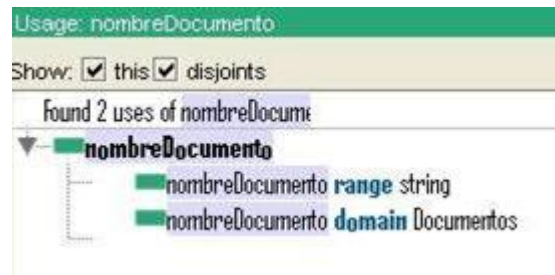 Usage: nombreDocumento
Show: this disjoints
Found 2 uses of nombreDocume
nombreDocumento
nombreDocumento range string
nombreDocumento domain Documentos